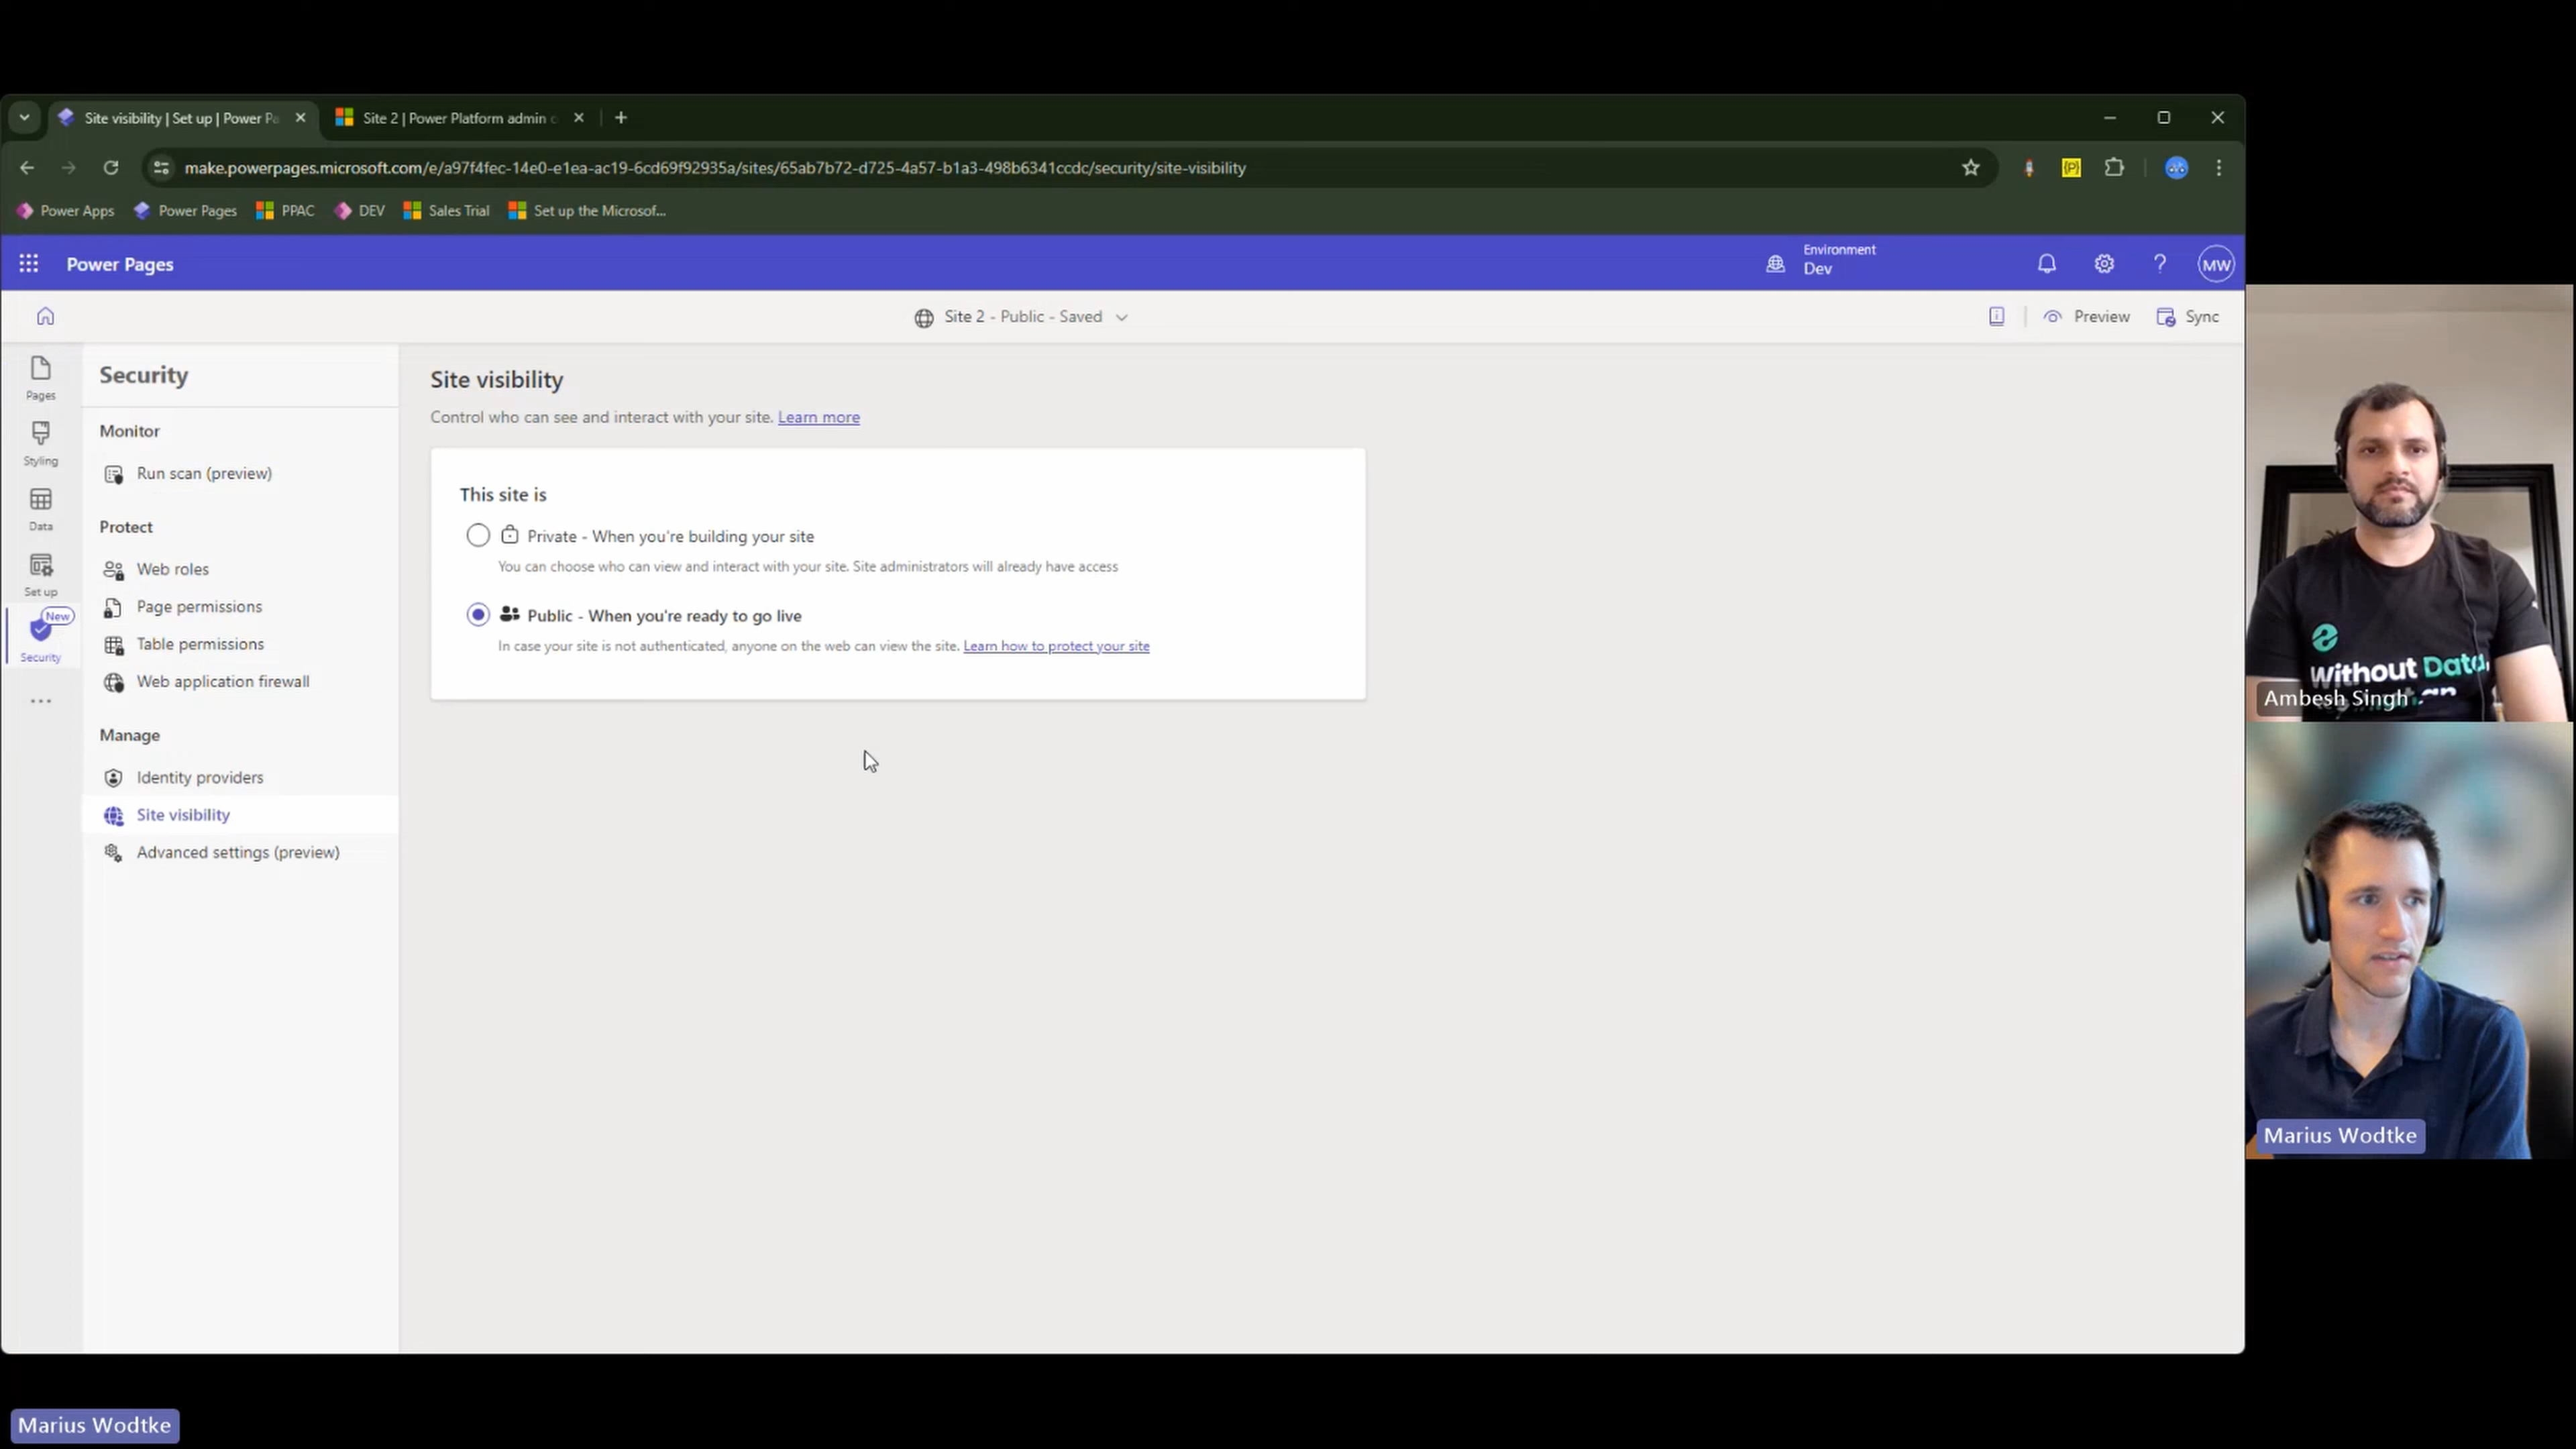 Site visibility | Set up | Power Pa
Site 2 | Power Platform admin c
make.powerpages.microsoft.com/e/a97f4fec-14e0-e1ea-ac19-6cd69f92935a/sites/65ab7b72-d725-4a57-b1a3-498b6341ccdc/security/site-visibility
Power Apps
Power Pages
PPAC
DEV
Sales Trial
Set up the Microsof...
Power Pages
Environment
Dev
MW
Site 2 - Public - Saved
Preview
Sync
Pages
Styling
Data
Set up
New
Security
Security
Monitor
Run scan (preview)
Protect
Web roles
Page permissions
Table permissions
Web application firewall
Manage
Identity providers
Site visibility
Advanced settings (preview)
Site visibility
Control who can see and interact with your site. Learn more
This site is
Private - When you're building your site
You can choose who can view and interact with your site. Site administrators will already have access
Public - When you're ready to go live
In case your site is not authenticated, anyone on the web can view the site. Learn how to protect your site
Without Data,
Ambesh Singh
Marius Wodtke
Marius Wodtke